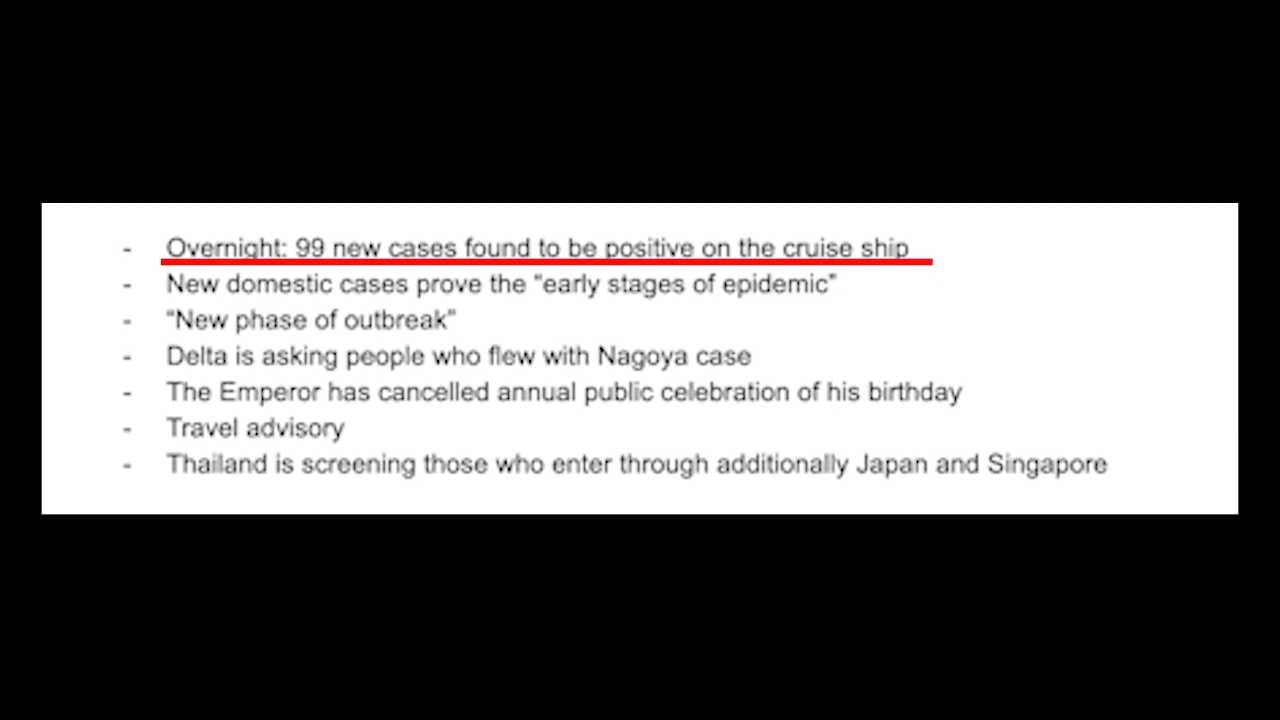 - Overnight: 99 new cases found to be positive on the cruise ship
- New domestic cases prove the "early stages of epidemic"
- "New phase of outbreak"
- Delta is asking people who flew with Nagoya case
- The Emperor has cancelled annual public celebration of his birthday
- Travel advisory
- Thailand is screening those who enter through additionally Japan and Singapore